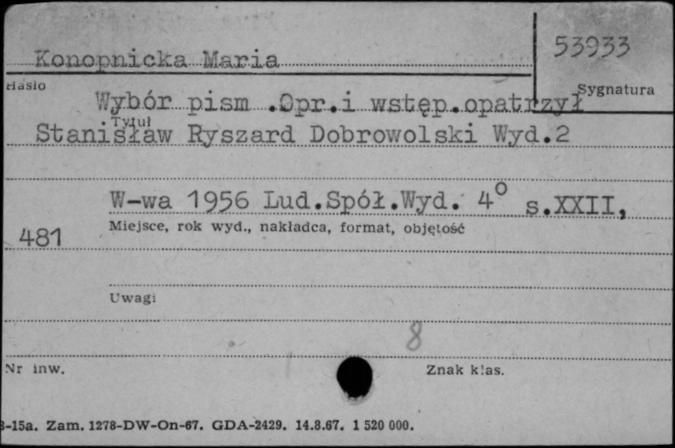 Konopnicka Maria
53933
Hasło
Sygnatura
Wybór pism .Opr.i wstęp.opatrzył
Tytuł
Stanisław Ryszard Dobrowolski Wyd.2
W-wa 1956 Lud.Spół.Wyd. 4° s.XXII,
Miejsce, rok wyd., nakładca, format, objętość
481
Uwagi
8
Nr inw.
Znak klas.
-15a. Zam. 1278-DW-On-67. GDA-2429. 14.8.67. 1 520 000.